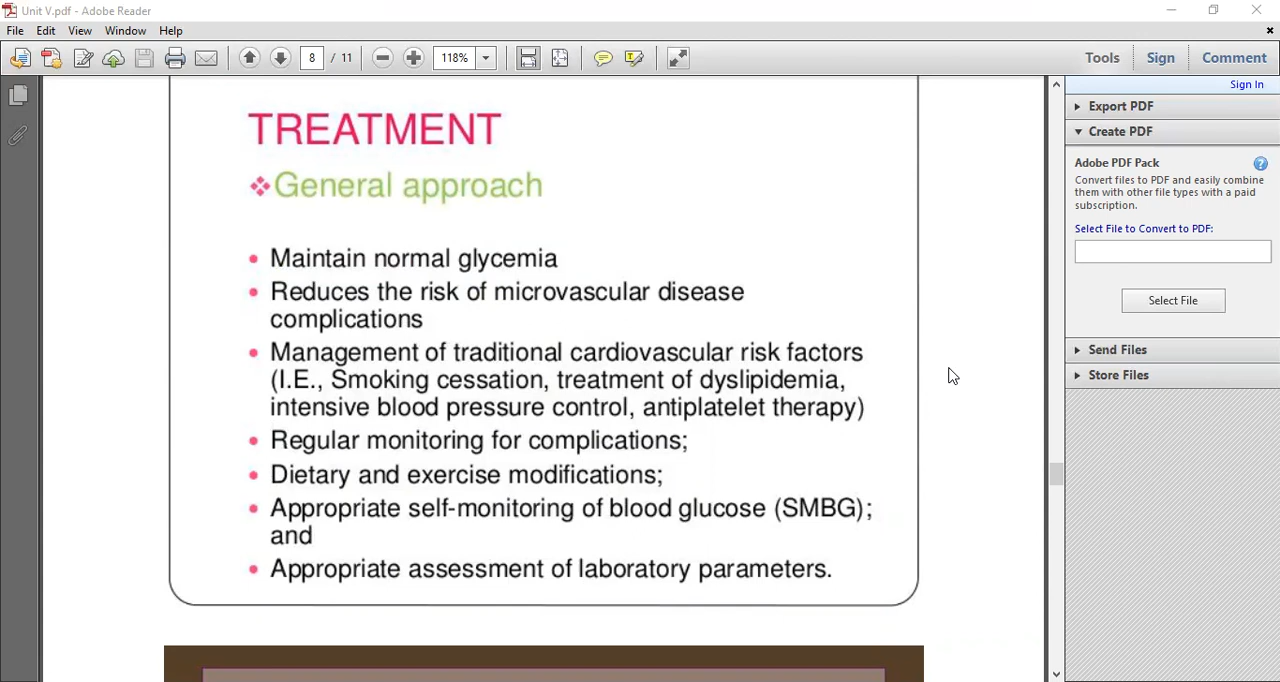 Unit V.pdf - Adobe Reader
File Edit View Window Help
8 / 11 118% Tools Sign Comment
Sign In
Export PDF
Create PDF
Adobe PDF Pack
Convert files to PDF and easily combine
them with other file types with a paid
subscription.
Select File to Convert to PDF:
Select File
Send Files
Store Files
TREATMENT
General approach
Maintain normal glycemia
Reduces the risk of microvascular disease
complications
Management of traditional cardiovascular risk factors
(I.E., Smoking cessation, treatment of dyslipidemia,
intensive blood pressure control, antiplatelet therapy)
Regular monitoring for complications;
Dietary and exercise modifications;
Appropriate self-monitoring of blood glucose (SMBG);
and
Appropriate assessment of laboratory parameters.